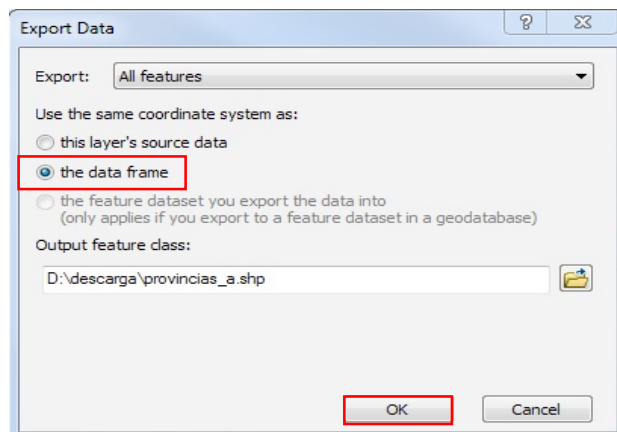 Export Data
Export: All features
Use the same coordinate system as:
this layer's source data
the data frame
the feature dataset you export the data into
(only applies if you export to a feature dataset in a geodatabase)
Output feature class:
D:\descarga\provincias_a.shp
OK Cancel